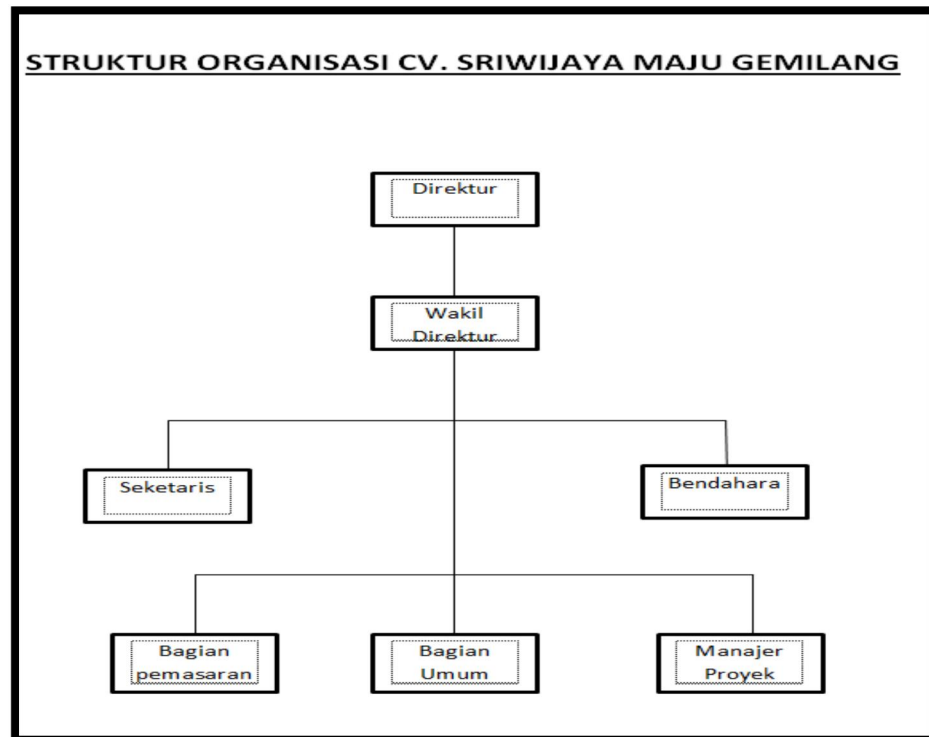 STRUKTUR ORGANISASI CV. SRIWIJAYA MAJU GEMILANG
Direktur
Wakil
Direktur
Seketaris
Bendahara
Bagian
pemasaran
Bagian
Umum
Manajer
Proyek